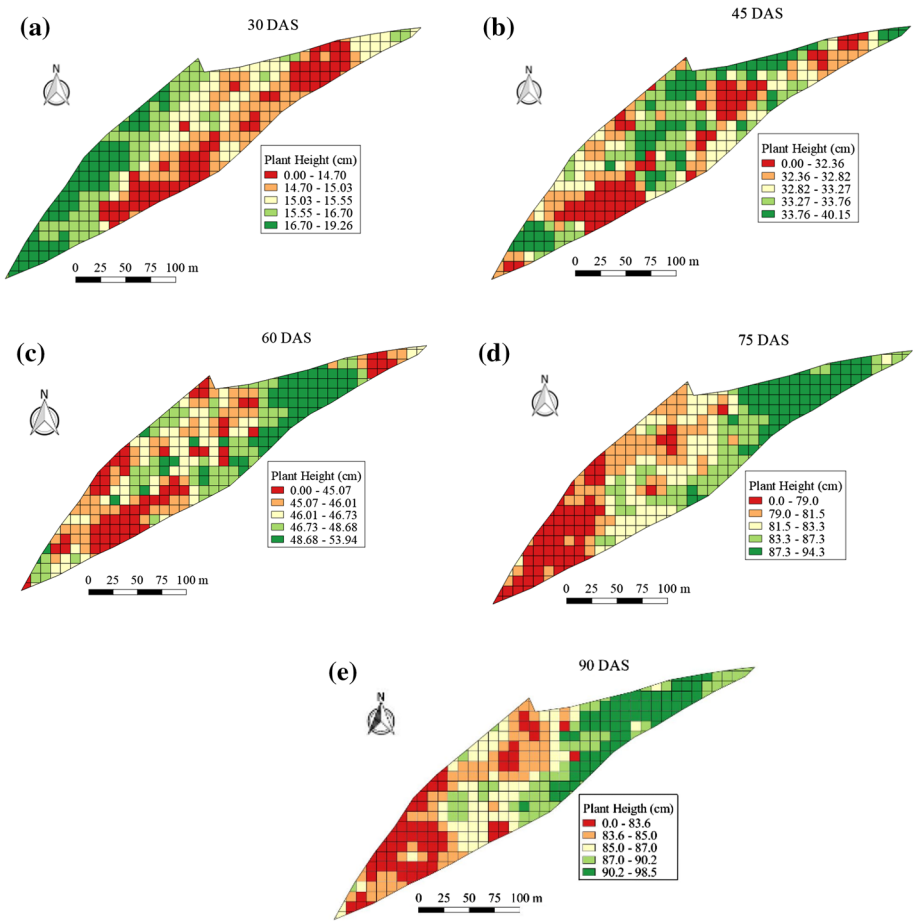 (a)
30 DAS
N
Plant Height (cm)
0.00 - 14.70
14.70 - 15.03
15.03 - 15.55
15.55 - 16.70
16.70 - 19.26
0 25 50 75 100 m
(b)
45 DAS
N
Plant Height (cm)
0.00 - 32.36
32.36 - 32.82
32.82 - 33.27
33.27 - 33.76
33.76 - 40.15
0 25 50 75 100 m
(c)
60 DAS
N
Plant Height (cm)
0.00 - 45.07
45.07 - 46.01
46.01 - 46.73
46.73 - 48.68
48.68 - 53.94
0 25 50 75 100 m
(d)
75 DAS
N
Plant Height (cm)
0.0 - 79.0
79.0 - 81.5
81.5 - 83.3
83.3 - 87.3
87.3 - 94.3
0 25 50 75 100 m
(e)
90 DAS
N
Plant Heigth (cm)
0.0 - 83.6
83.6 - 85.0
85.0 - 87.0
87.0 - 90.2
90.2 - 98.5
0 25 50 75 100 m